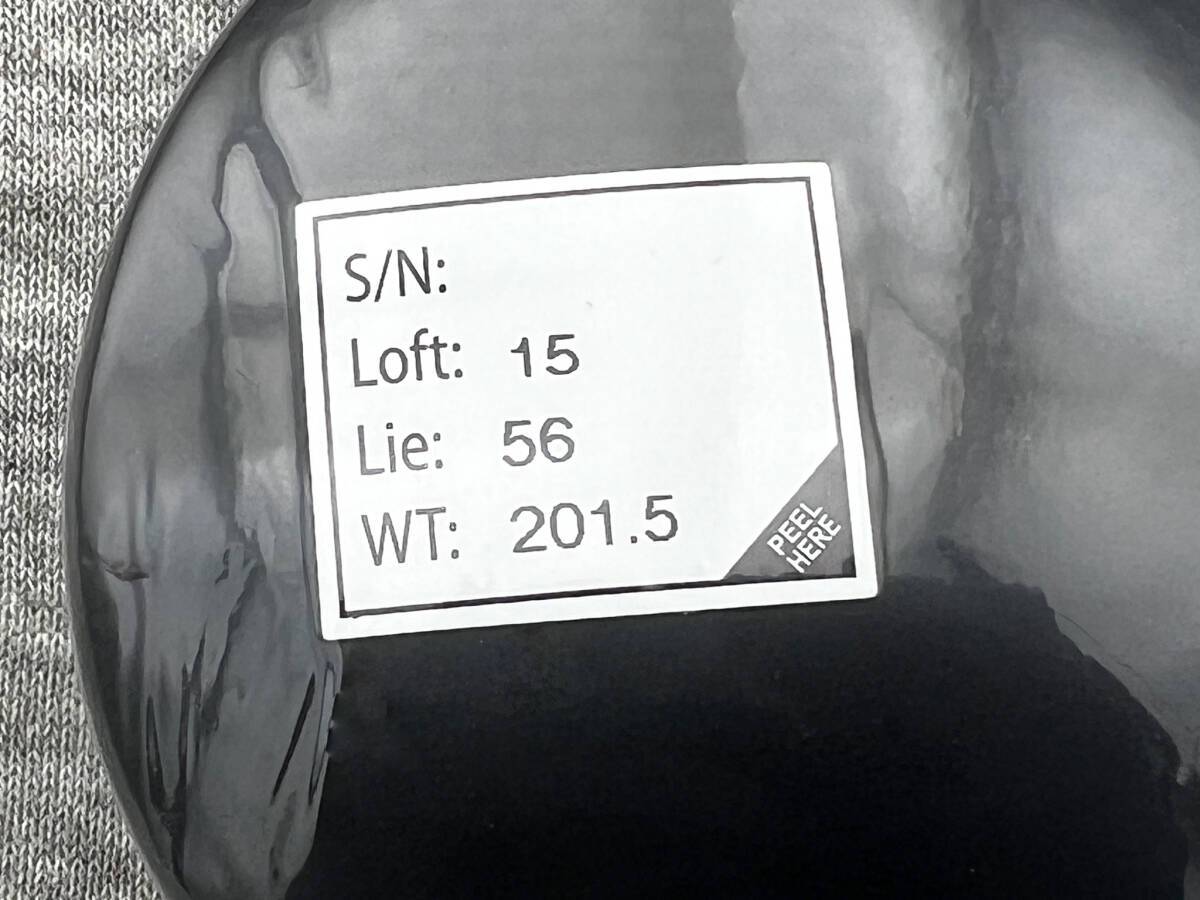 S/N:
Loft: 15
Lie: 56
WT: 201.5
PEEL
HERE